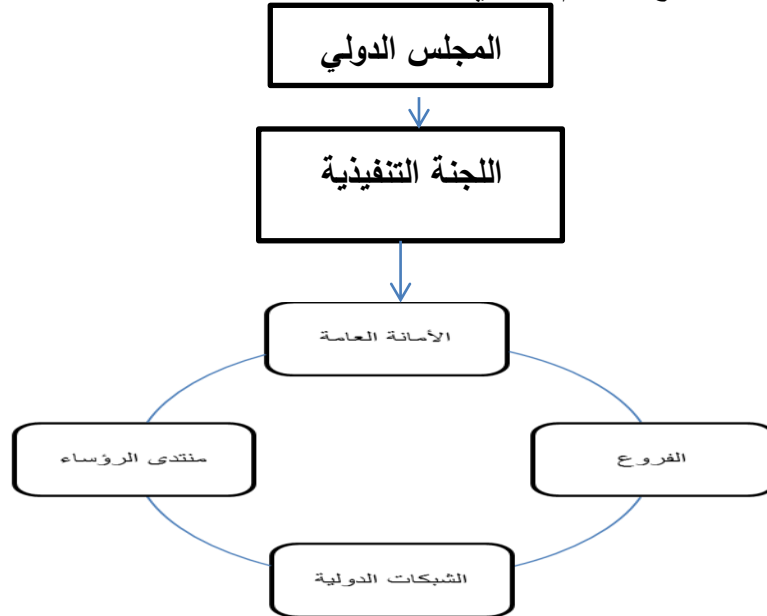 المجلس الدولي
اللجنة التنفيذية
الأمانة العامة
الفروع
منتدى الرؤساء
الشبكات الدولية